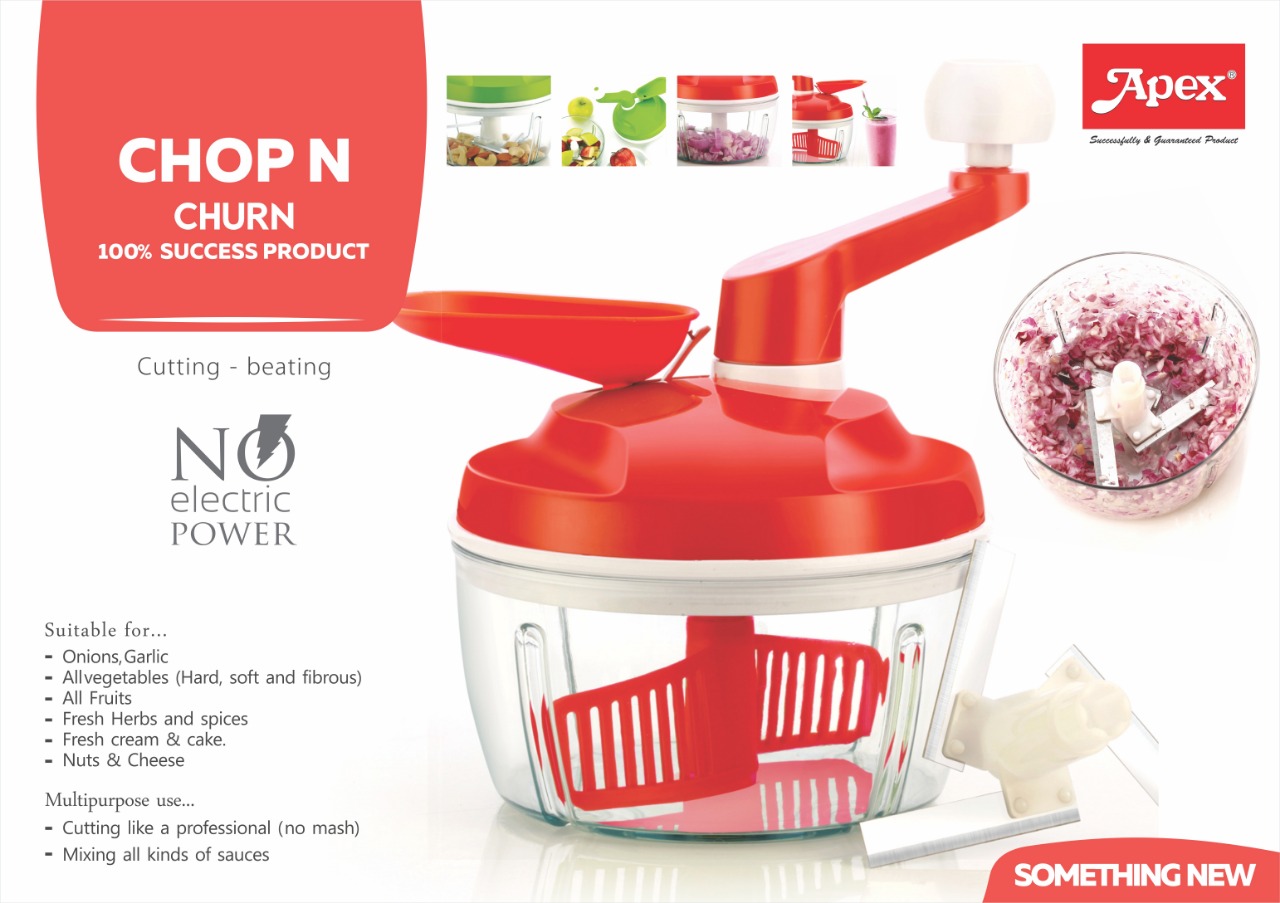 CHOP N
CHURN
100% SUCCESS PRODUCT
Apex®
Successfully & Guaranteed Product
Cutting - beating
NO
electric
POWER
Suitable for...
- Onions,Garlic
- Allvegetables (Hard, soft and fibrous)
- All Fruits
- Fresh Herbs and spices
- Fresh cream & cake.
- Nuts & Cheese
Multipurpose use...
- Cutting like a professional (no mash)
- Mixing all kinds of sauces
SOMETHING NEW